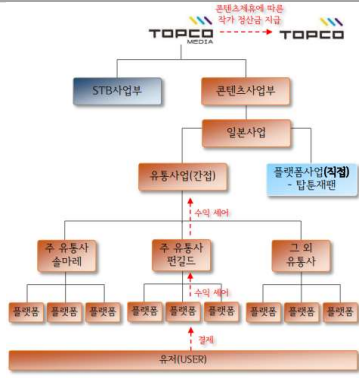 콘텐츠제휴에 따른
작가 정산금 지급
TOPCO
MEDIA
TOPCO
STB사업부
콘텐츠사업부
일본사업
유통사업(간접)
플랫폼사업(직접)
- 탑툰재팬
수익 쉐어
주 유통사
솔마레
주 유통사
펀길드
그 외
유통사
수익 쉐어
플랫폼 플랫폼 플랫폼 플랫폼 플랫폼 플랫폼 플랫폼 플랫폼 플랫폼
결제
유저(USER)